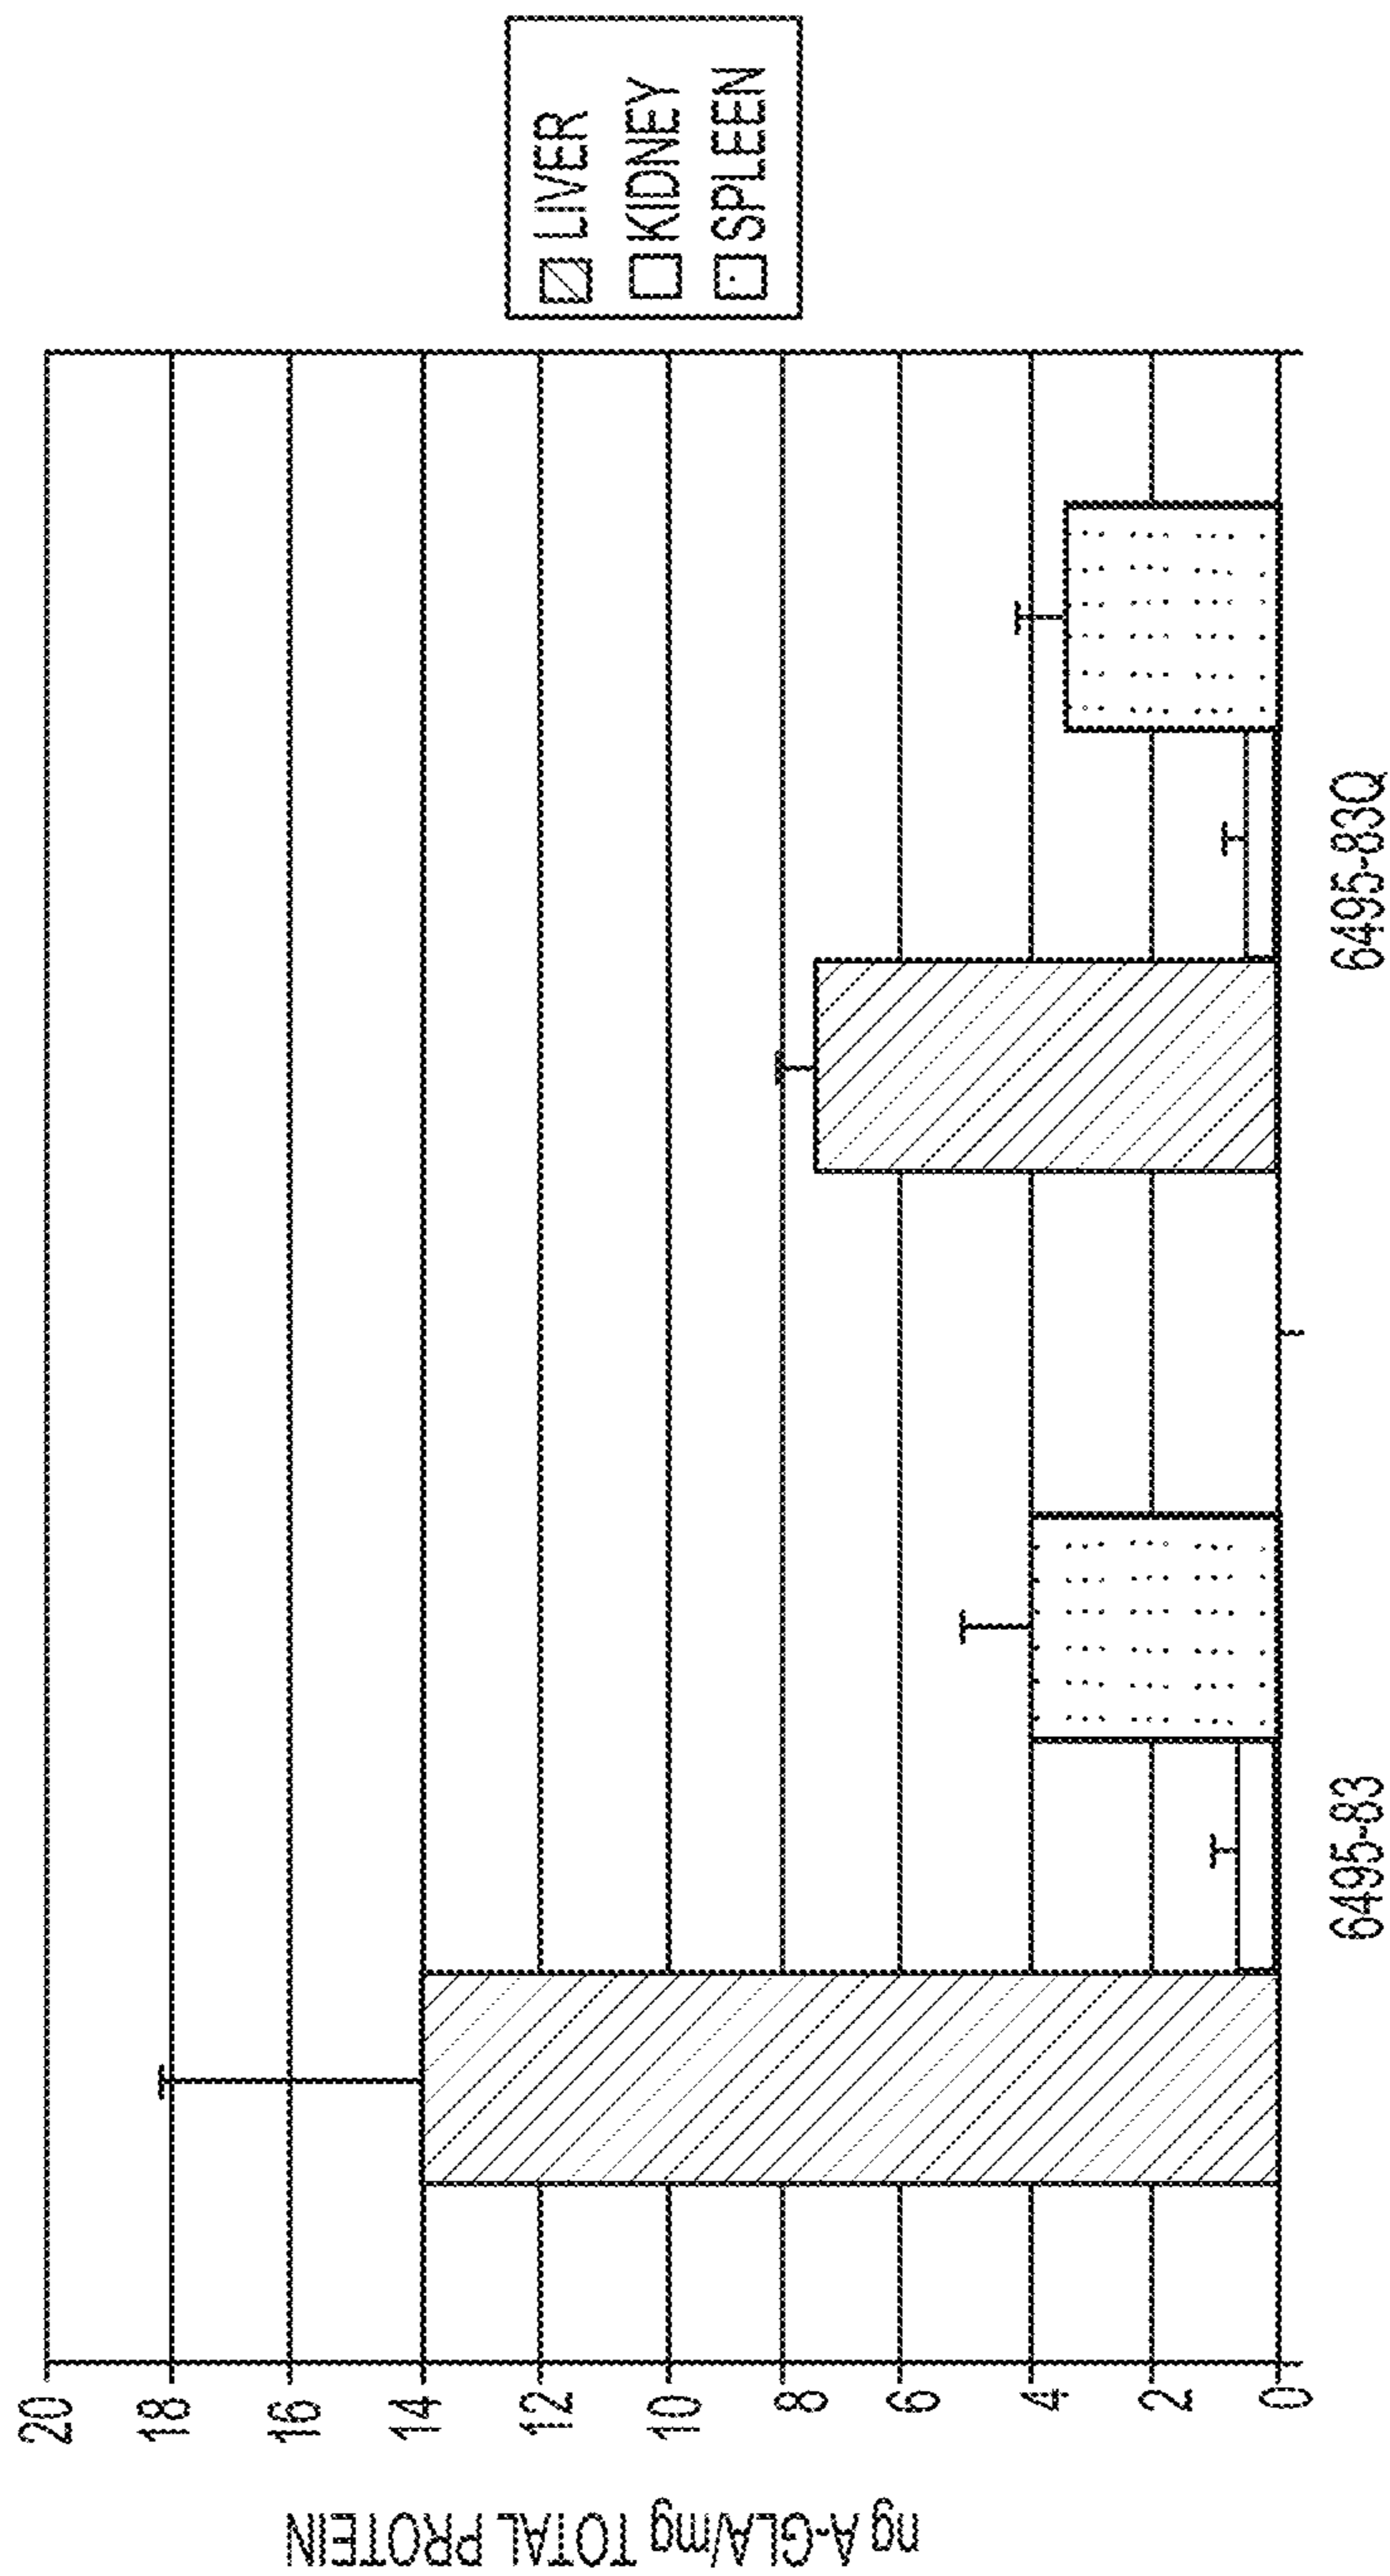 ng A-GLA/mg TOTAL PROTEIN
20
18
16
14
12
10
8
6
4
2
0
6495-83
6495-83Q
LIVER
KIDNEY
SPLEEN